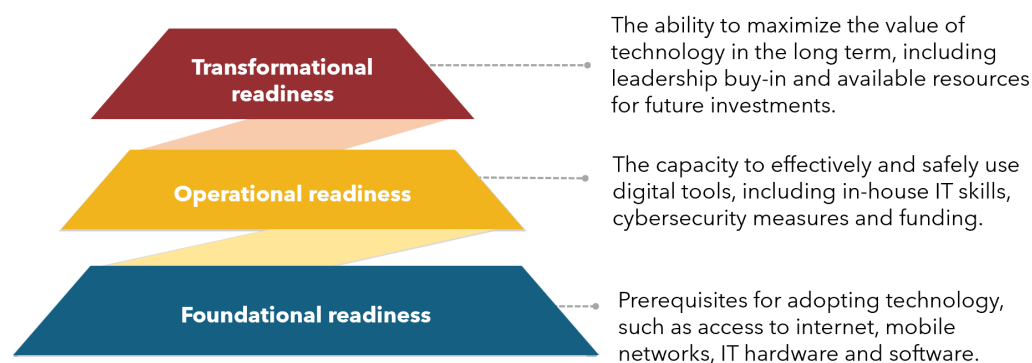 Transformational
readiness
The ability to maximize the value of
technology in the long term, including
leadership buy-in and available resources
for future investments.
Operational readiness
The capacity to effectively and safely use
digital tools, including in-house IT skills,
cybersecurity measures and funding.
Foundational readiness
Prerequisites for adopting technology,
such as access to internet, mobile
networks, IT hardware and software.